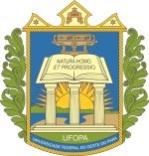 NATURA HOMO
ET PROGRESSIO
UFOPA
UNIVERSIDADE FEDERAL DO OESTE DO PARÁ